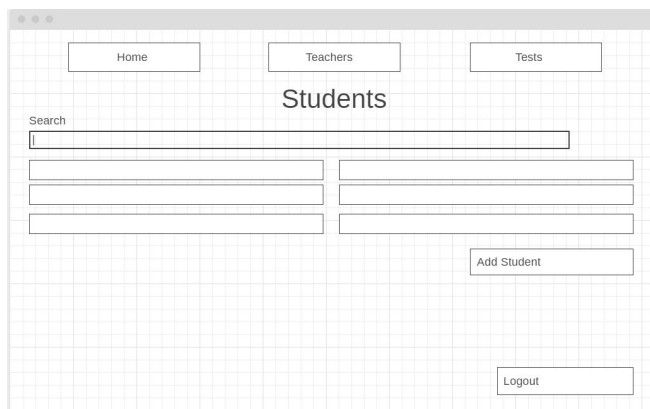 Home
Teachers
Tests
Students
Search
Add Student
Logout